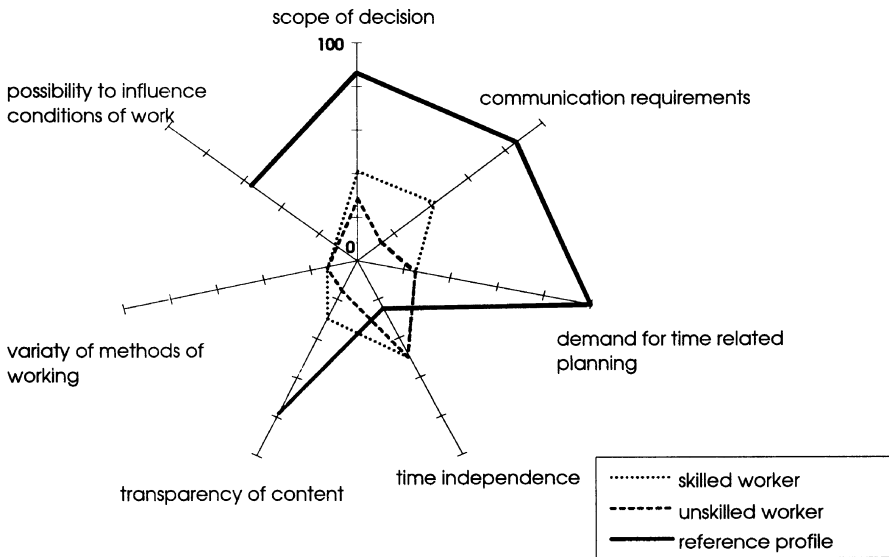 scope of decision
100
possibility to influence
conditions of work
communication requirements
0
demand for time related
planning
variaty of methods of
working
time independence
transparency of content
skilled worker
unskilled worker
reference profile